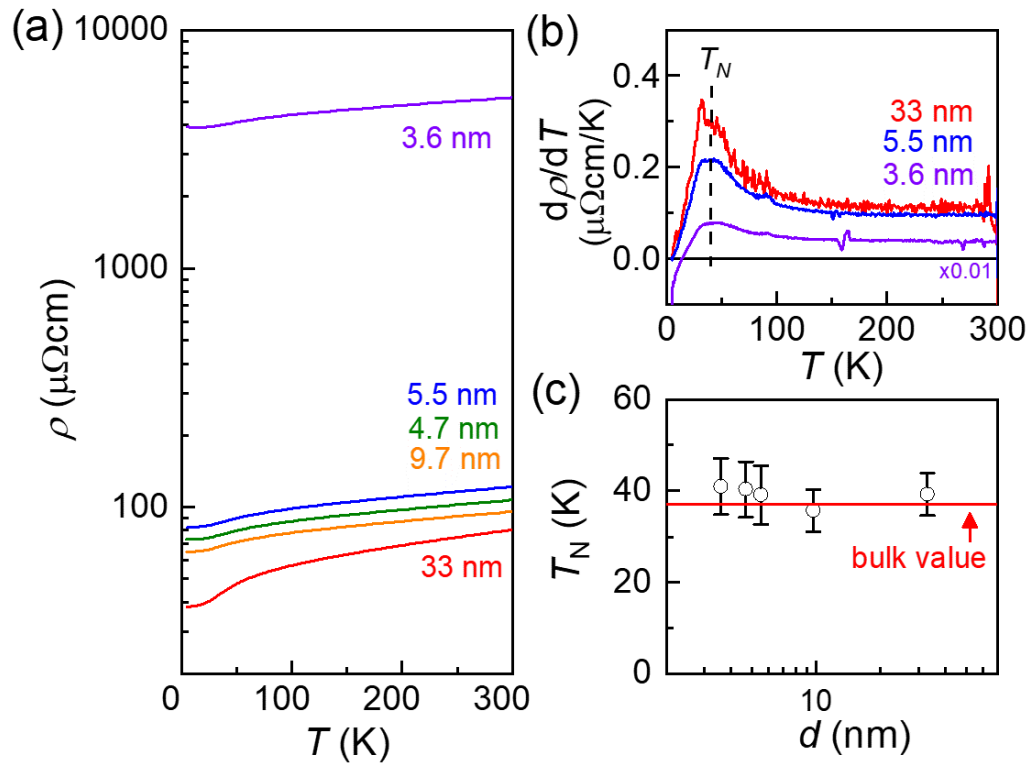 (a)
10000
1000
100
ρ (μΩcm)
3.6 nm
5.5 nm
4.7 nm
9.7 nm
33 nm
0
100
200
300
T (K)
(b)
T_N
0.4
0.2
0.0
dρ/dT
(μΩcm/K)
33 nm
5.5 nm
3.6 nm
x0.01
0
100
200
300
T (K)
(c)
60
40
20
0
T_N (K)
bulk value
10
d (nm)